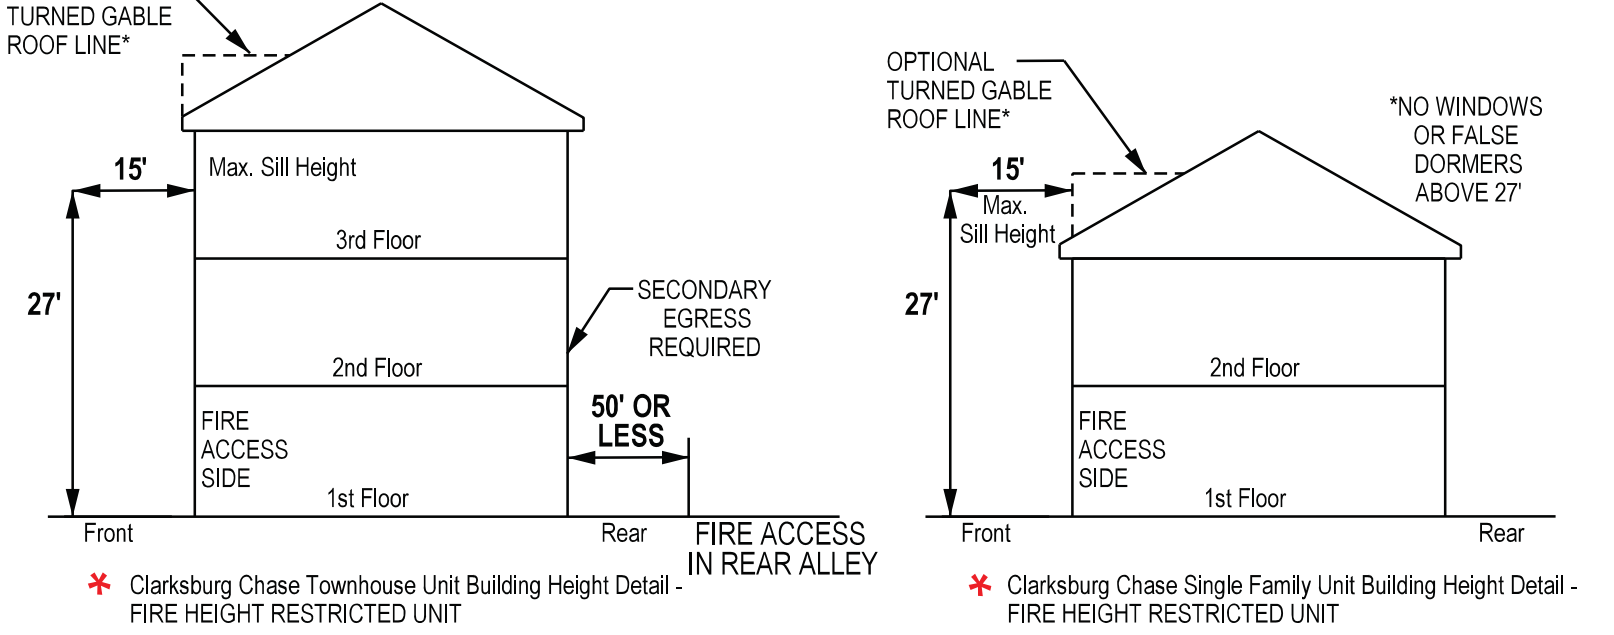 TURNED GABLE
ROOF LINE*
15'
Max. Sill Height
3rd Floor
27'
SECONDARY
EGRESS
REQUIRED
2nd Floor
50' OR
LESS
FIRE
ACCESS
SIDE
1st Floor
Front
Rear
FIRE ACCESS
IN REAR ALLEY
* Clarksburg Chase Townhouse Unit Building Height Detail -
FIRE HEIGHT RESTRICTED UNIT
OPTIONAL
TURNED GABLE
ROOF LINE*
*NO WINDOWS
OR FALSE
DORMERS
ABOVE 27'
15'
Max.
Sill Height
27'
2nd Floor
FIRE
ACCESS
SIDE
1st Floor
Front
Rear
* Clarksburg Chase Single Family Unit Building Height Detail -
FIRE HEIGHT RESTRICTED UNIT